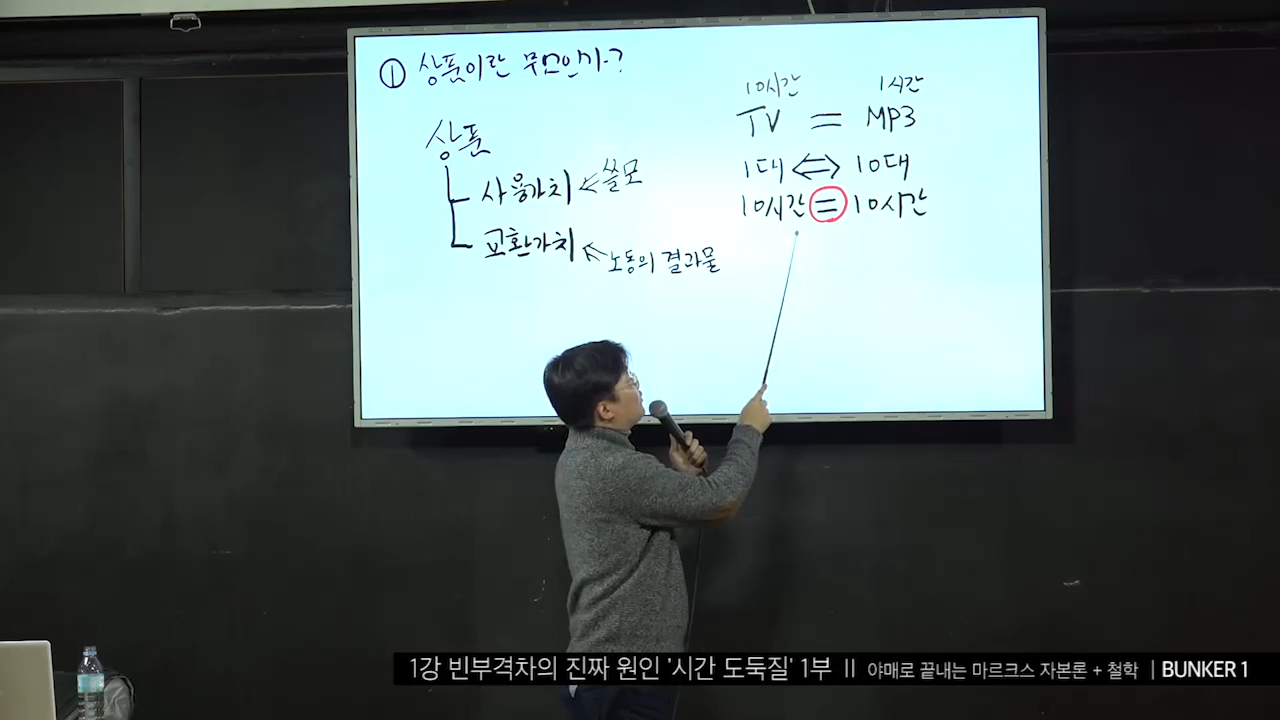 ① 상품이란 무엇인가?
상품
사용가치 ⇐ 쓸모
교환가치 ⇐ 노동의 결과물
10시간 1시간
TV = MP3
1대 ⇔ 10대
10시간 = 10시간
1강 빈부격차의 진짜 원인 '시간 도둑질' 1부 II 야매로 끝내는 마르크스 자본론 + 철학 | BUNKER 1